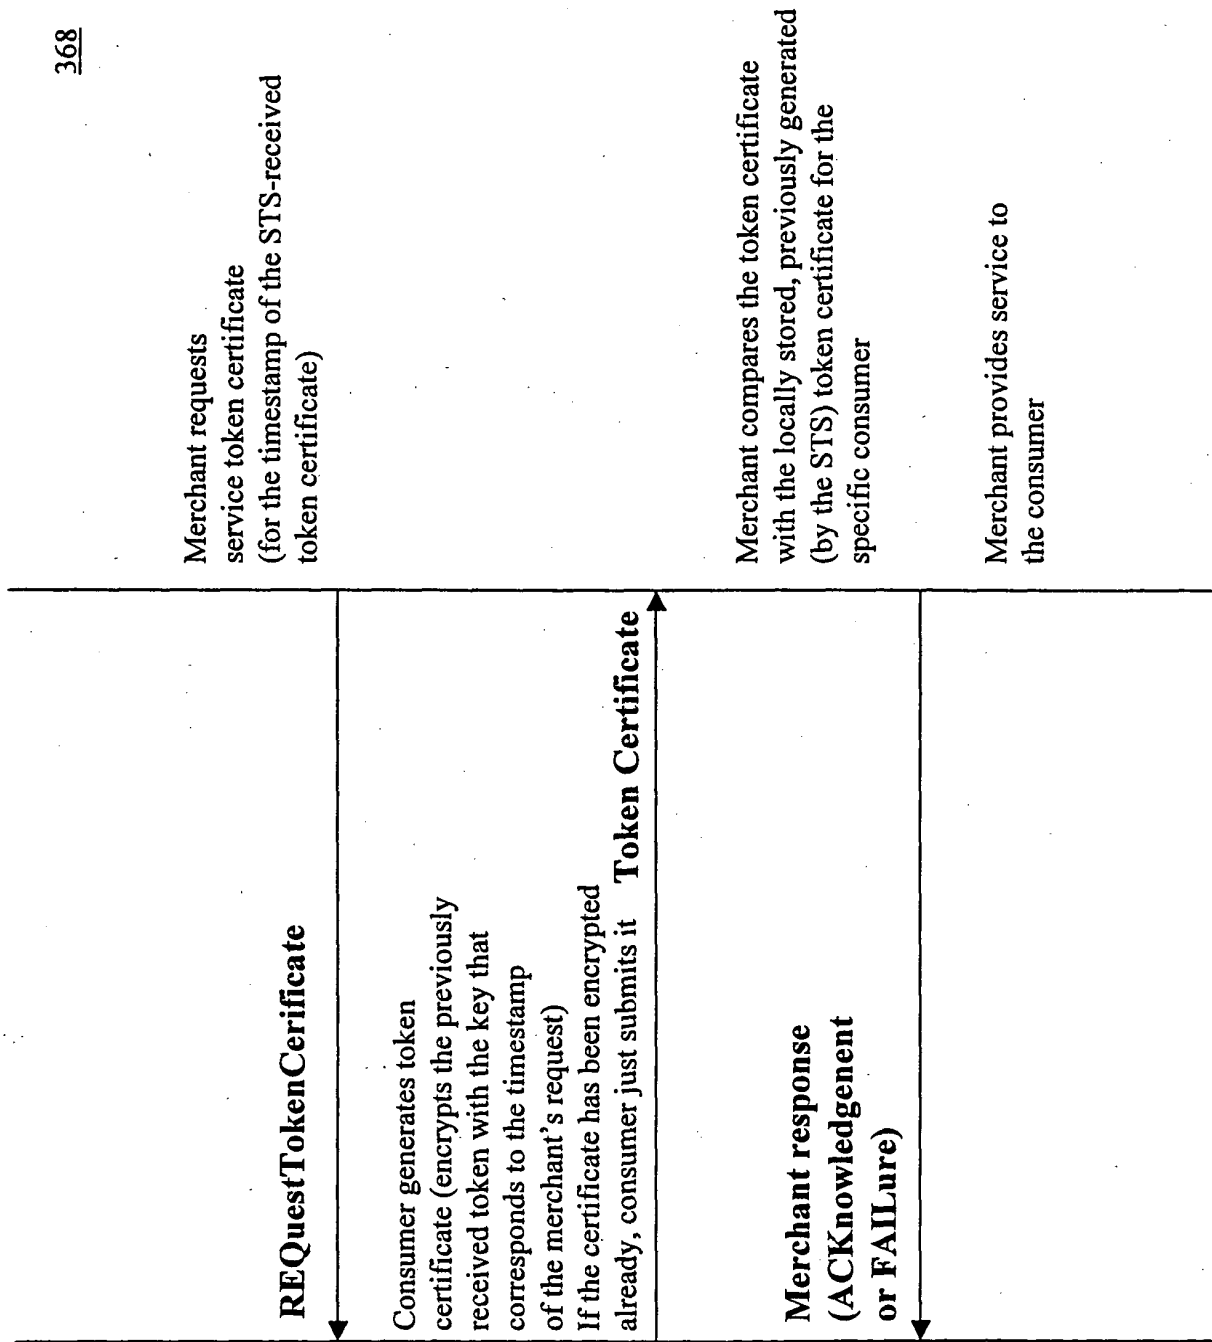 368
Merchant requests
service token certificate
(for the timestamp of the STS-received
token certificate)
REQuestTokenCerificate
Consumer generates token
certificate (encrypts the previously
received token with the key that
corresponds to the timestamp
of the merchant's request)
If the certificate has been encrypted
already, consumer just submits it
Token Certificate
Merchant compares the token certificate
with the locally stored, previously generated
(by the STS) token certificate for the
specific consumer
Merchant response
(ACKnowledgenent
or FAILure)
Merchant provides service to
the consumer